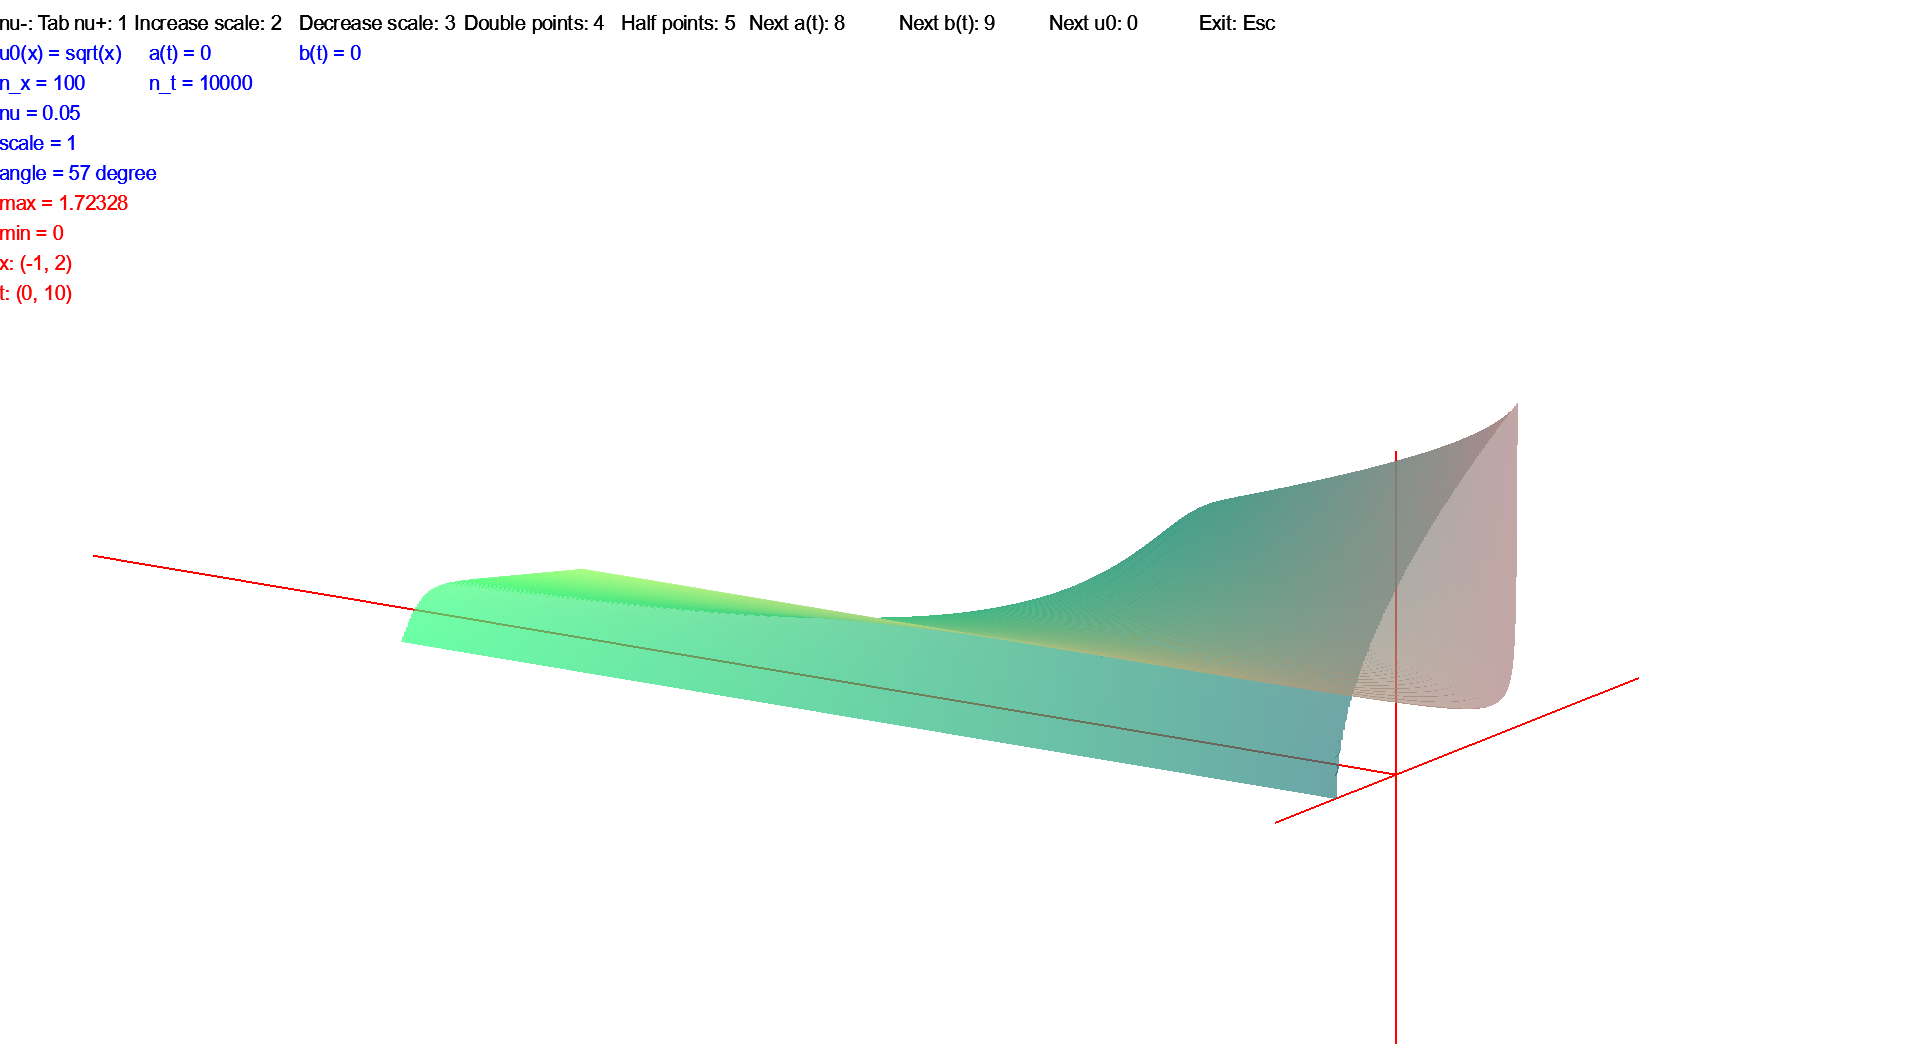 nu-: Tab nu+: 1 Increase scale: 2 Decrease scale: 3 Double points: 4 Half points: 5 Next a(t): 8 Next b(t): 9 Next u0: 0 Exit: Esc
u0(x) = sqrt(x) a(t) = 0 b(t) = 0
n_x = 100 n_t = 10000
nu = 0.05
scale = 1
angle = 57 degree
max = 1.72328
min = 0
x: (-1, 2)
t: (0, 10)